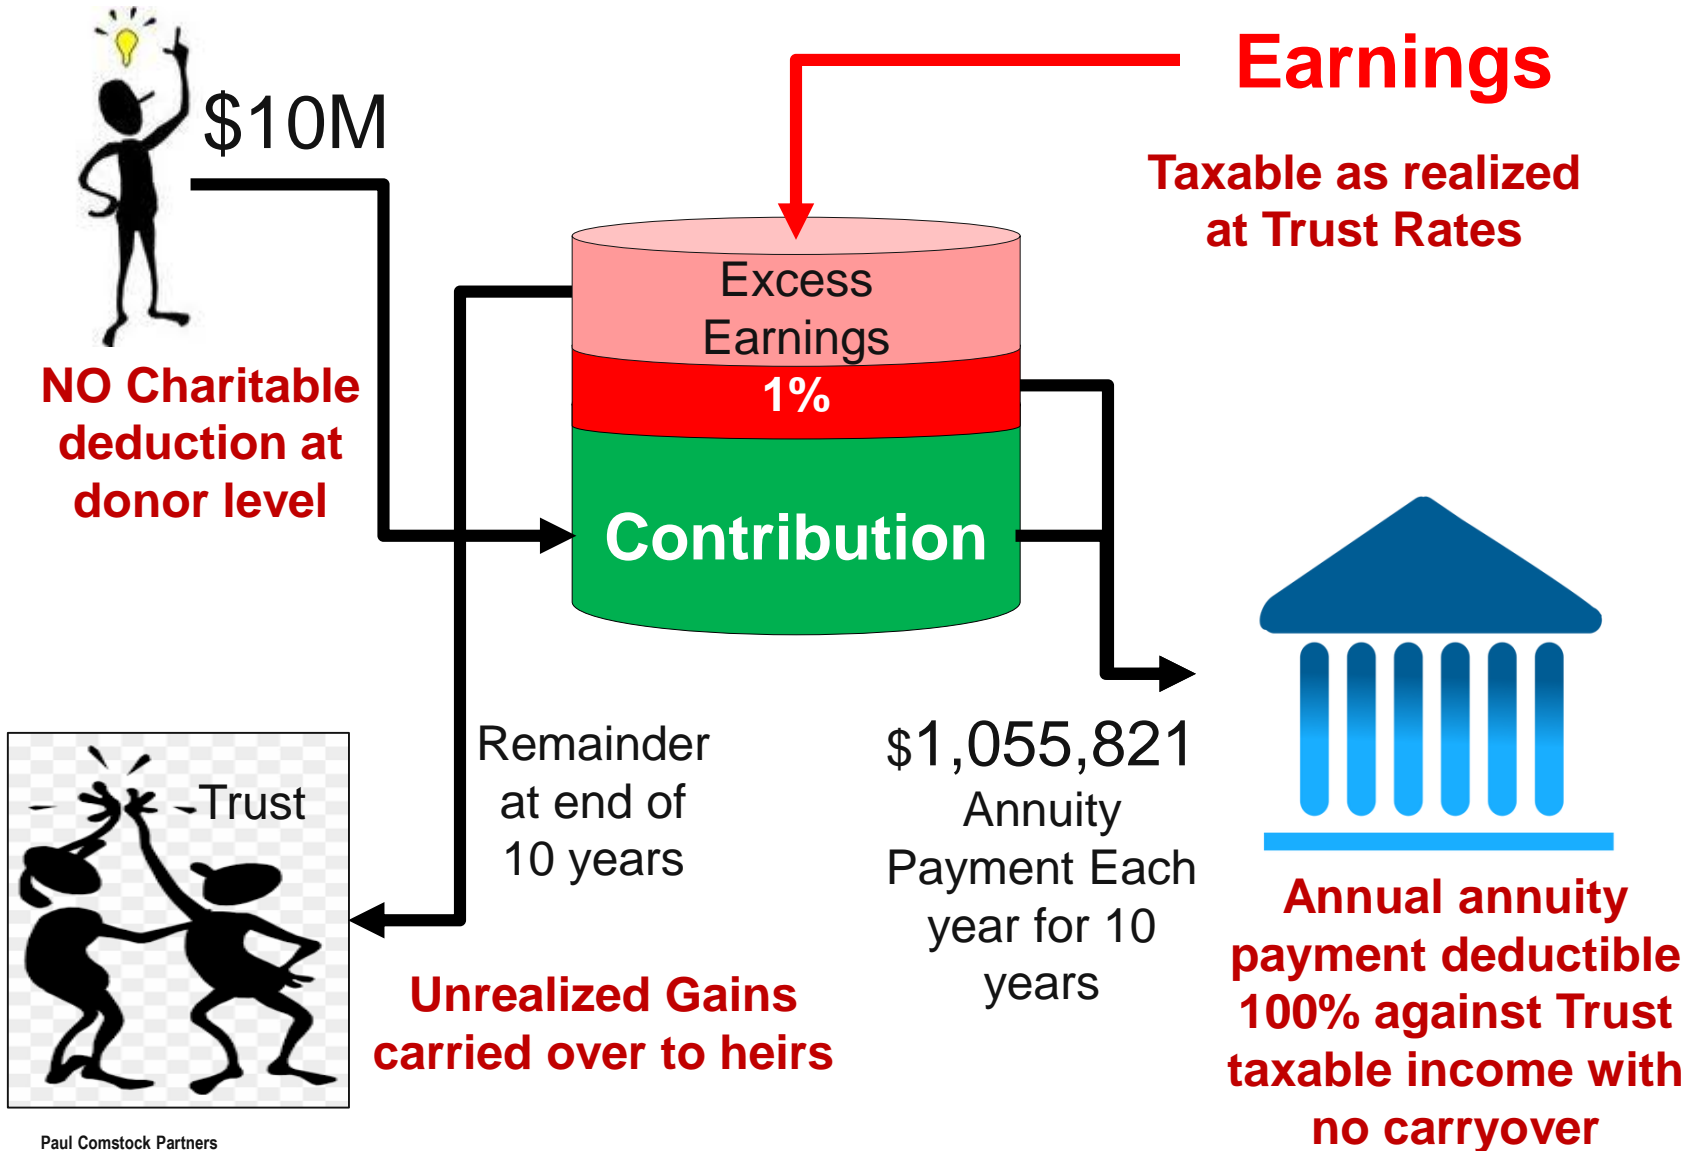 $10M
NO Charitable
deduction at
donor level
Earnings
Taxable as realized
at Trust Rates
Excess
Earnings
1%
Contribution
Trust
Remainder
at end of
10 years
Unrealized Gains
carried over to heirs
$1,055,821
Annuity
Payment Each
year for 10
years
Annual annuity
payment deductible
100% against Trust
taxable income with
no carryover
Paul Comstock Partners